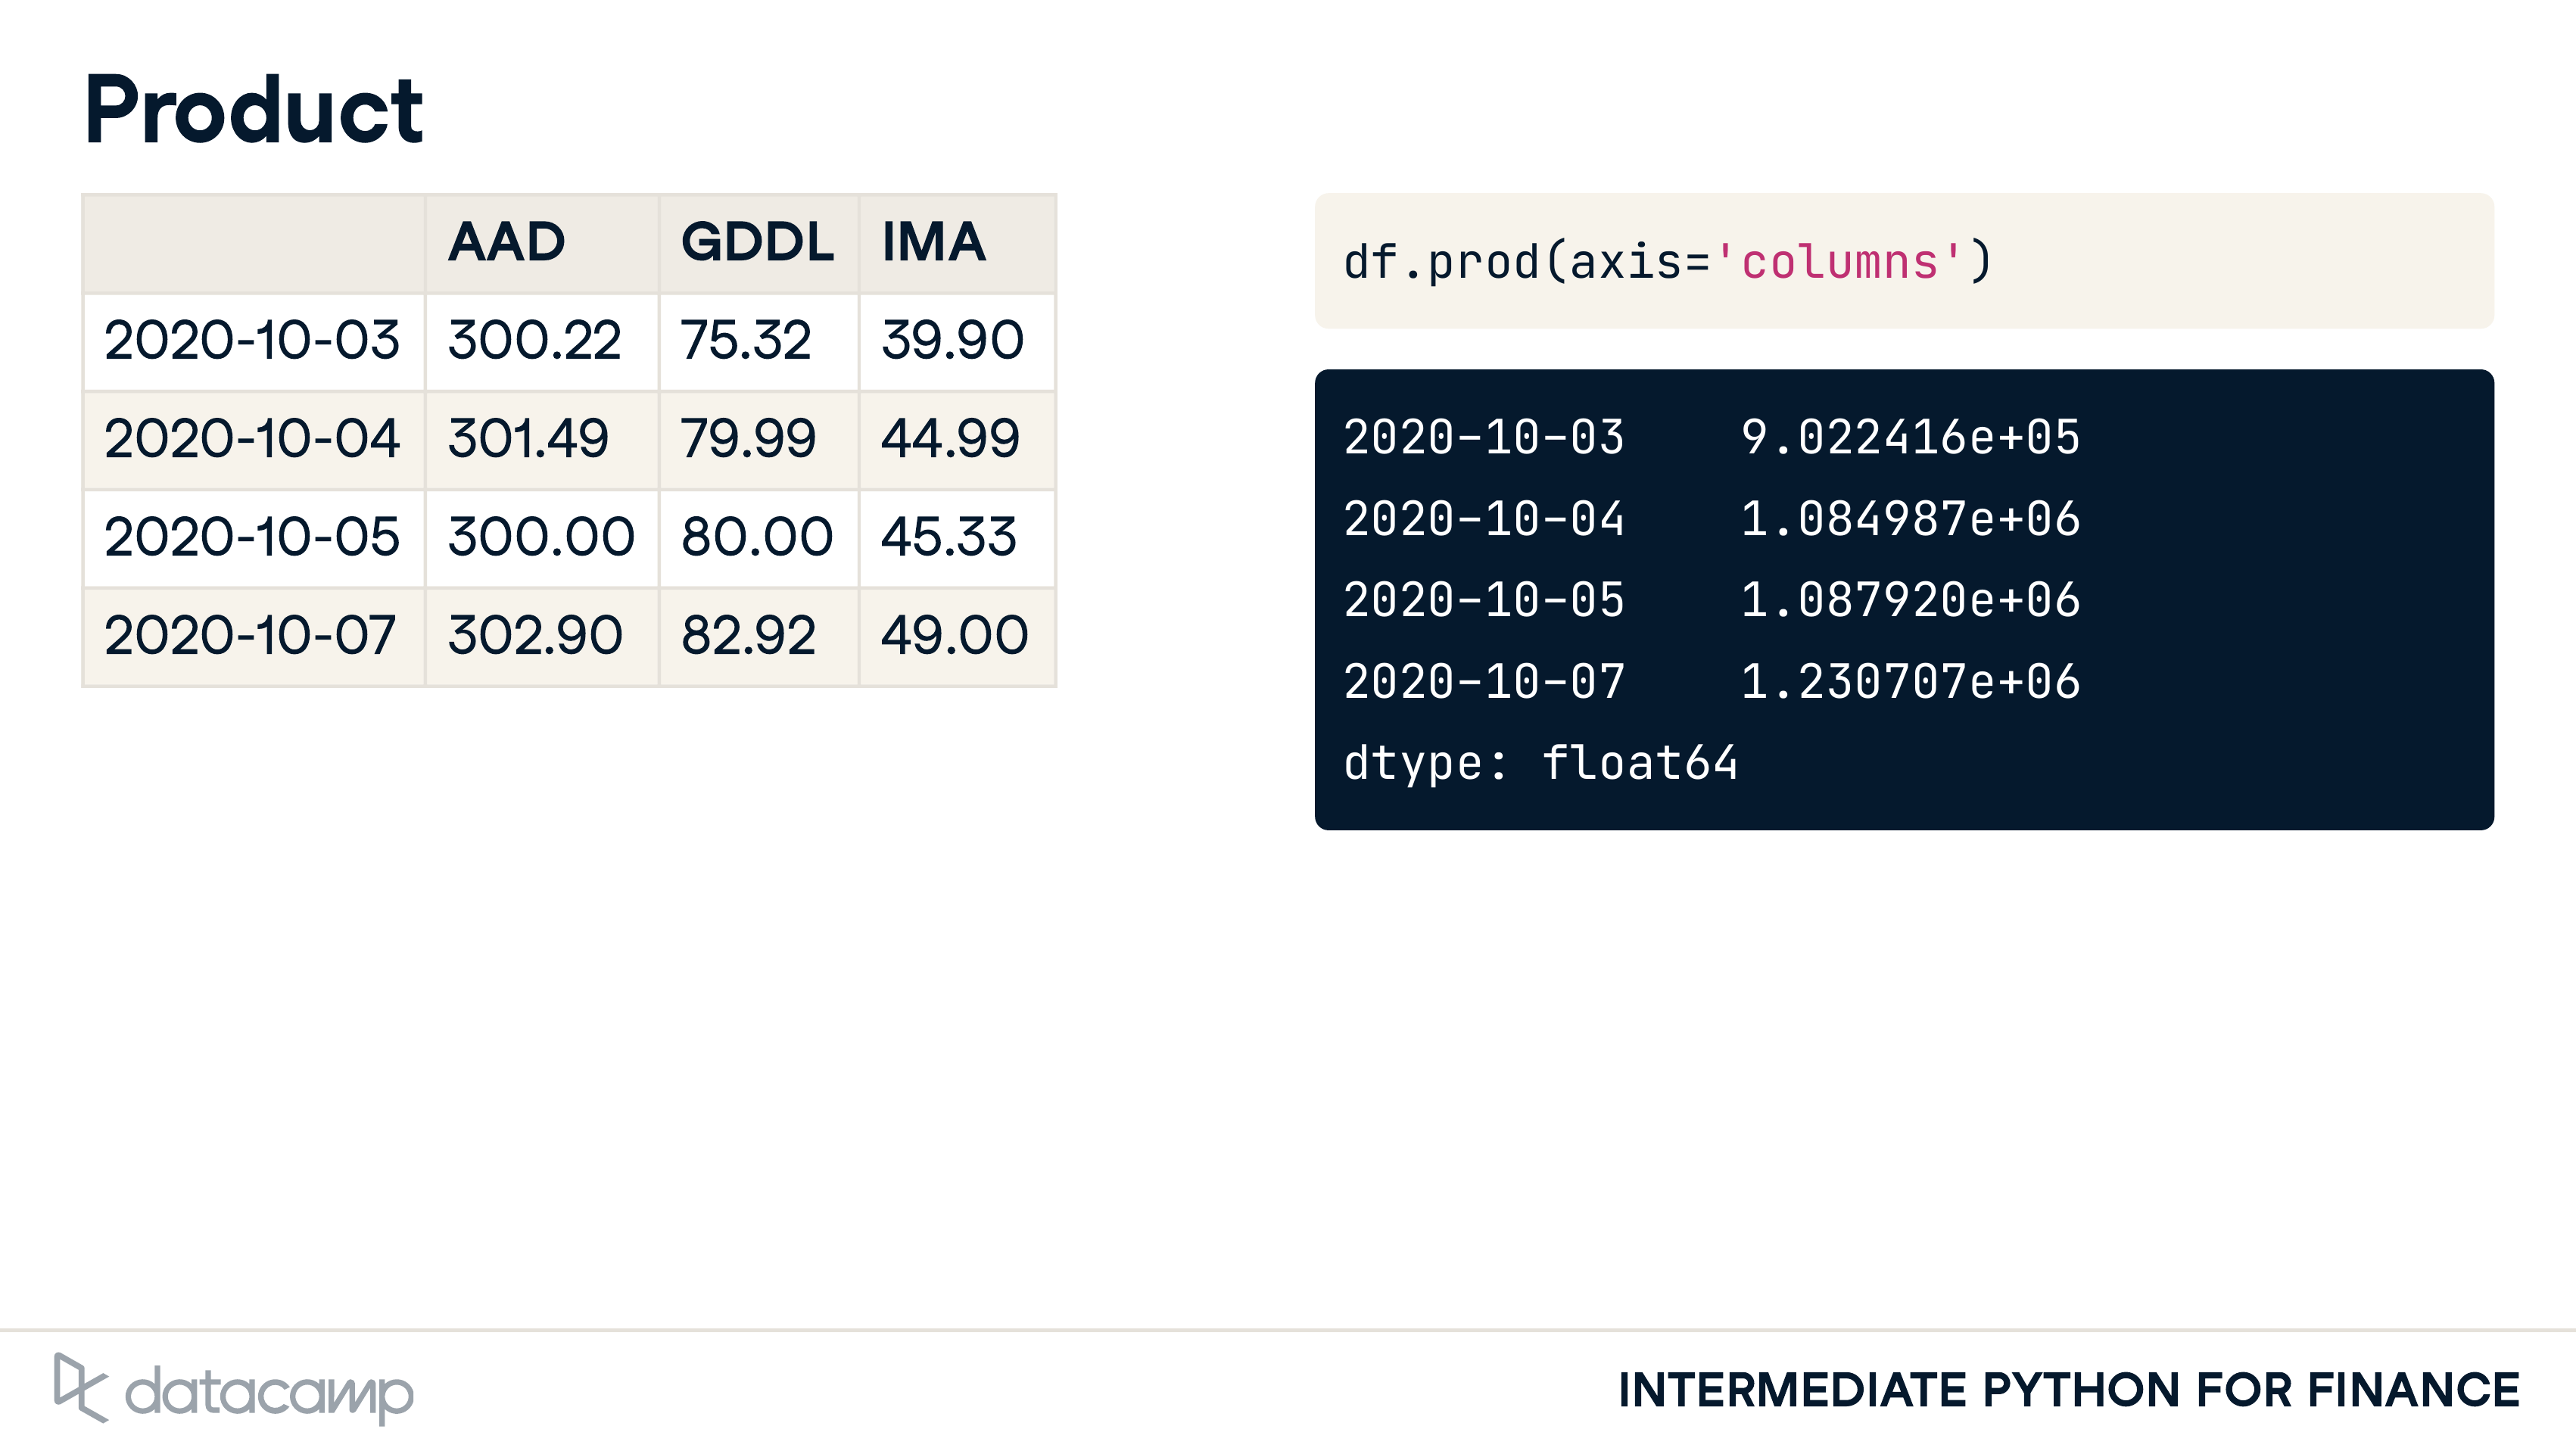 Product
AAD GDDL IMA
2020-10-03 300.22 75.32 39.90
2020-10-04 301.49 79.99 44.99
2020-10-05 300.00 80.00 45.33
2020-10-07 302.90 82.92 49.00
df.prod(axis='columns')
2020-10-03    9.022416e+05
2020-10-04    1.084987e+06
2020-10-05    1.087920e+06
2020-10-07    1.230707e+06
dtype: float64
datacamp
INTERMEDIATE PYTHON FOR FINANCE